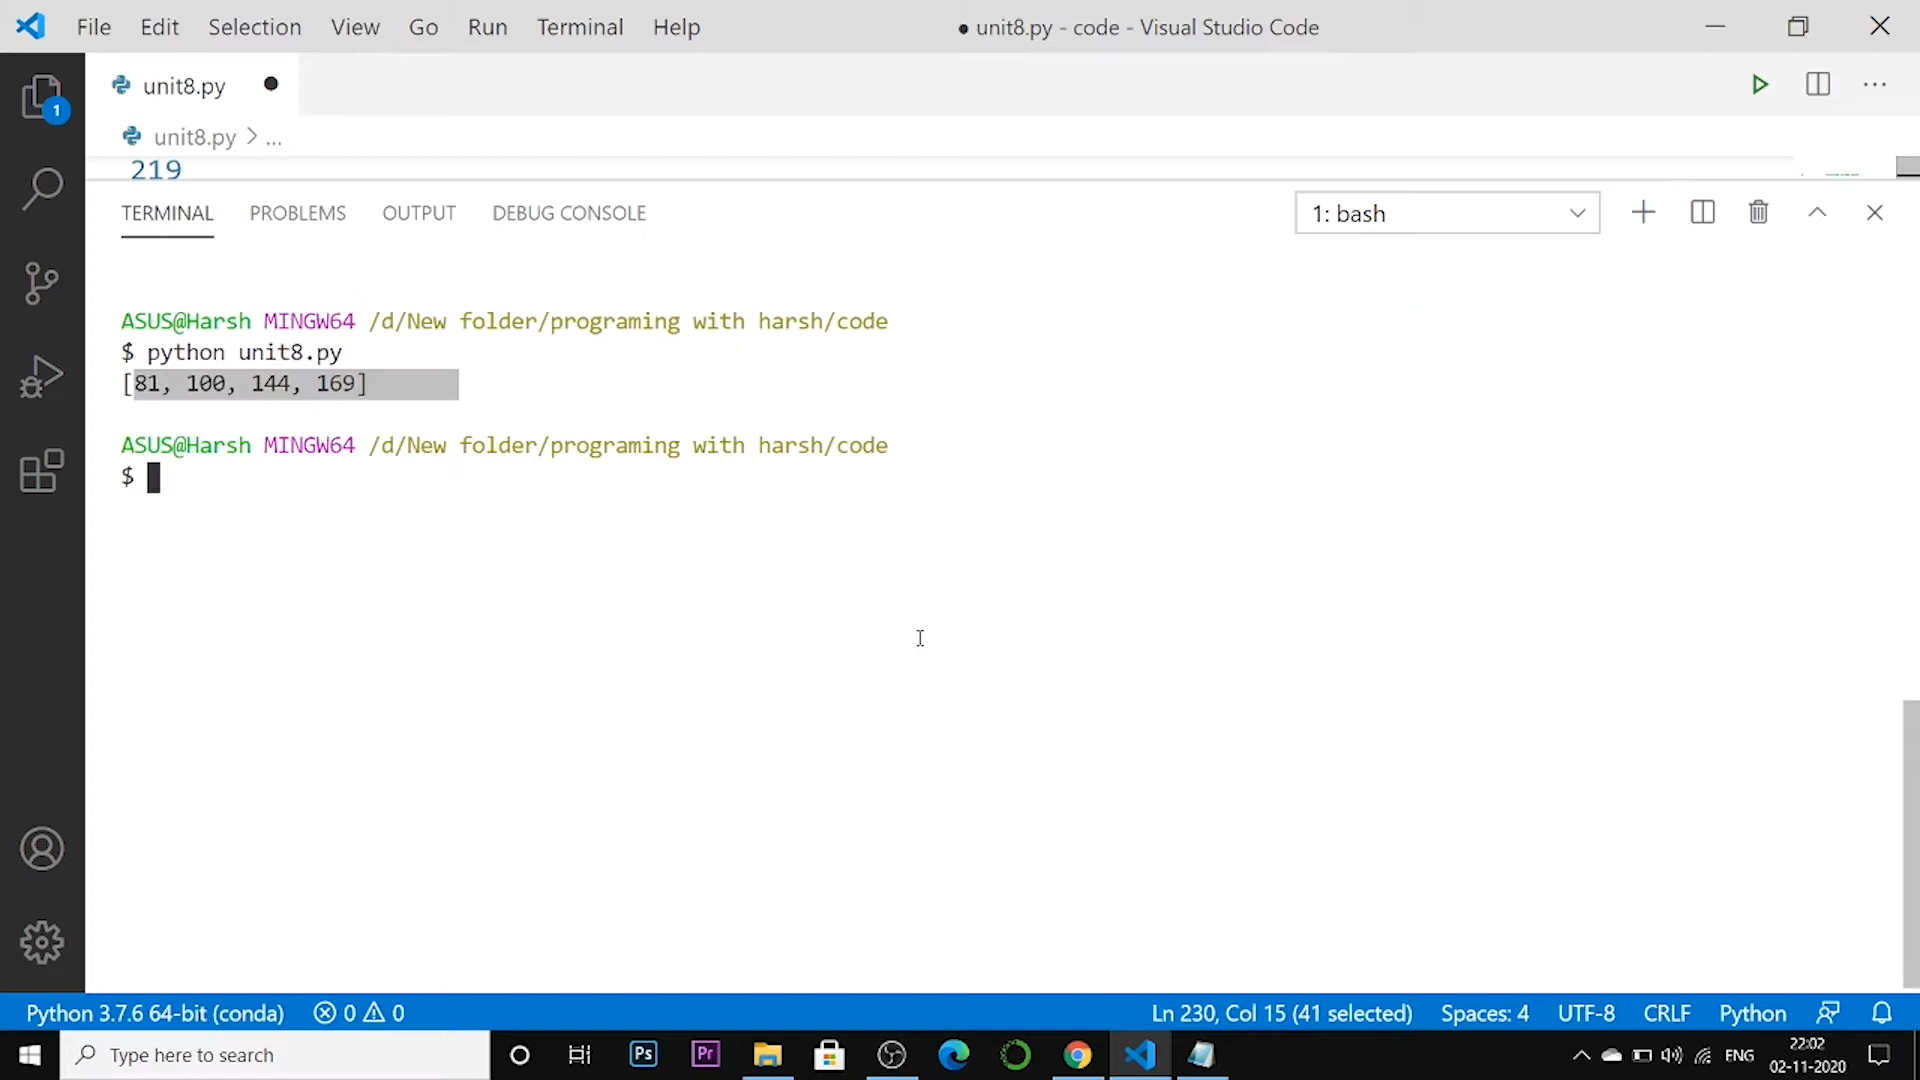 File Edit Selection View Go Run Terminal Help ● unit8.py - code - Visual Studio Code
unit8.py
1
unit8.py > ...
219
TERMINAL PROBLEMS OUTPUT DEBUG CONSOLE 1: bash
ASUS@Harsh MINGW64 /d/New folder/programing with harsh/code
$ python unit8.py
[81, 100, 144, 169]
ASUS@Harsh MINGW64 /d/New folder/programing with harsh/code
$
Python 3.7.6 64-bit (conda) 0 0 Ln 230, Col 15 (41 selected) Spaces: 4 UTF-8 CRLF Python
Type here to search Ps Pr ENG 22:02
02-11-2020